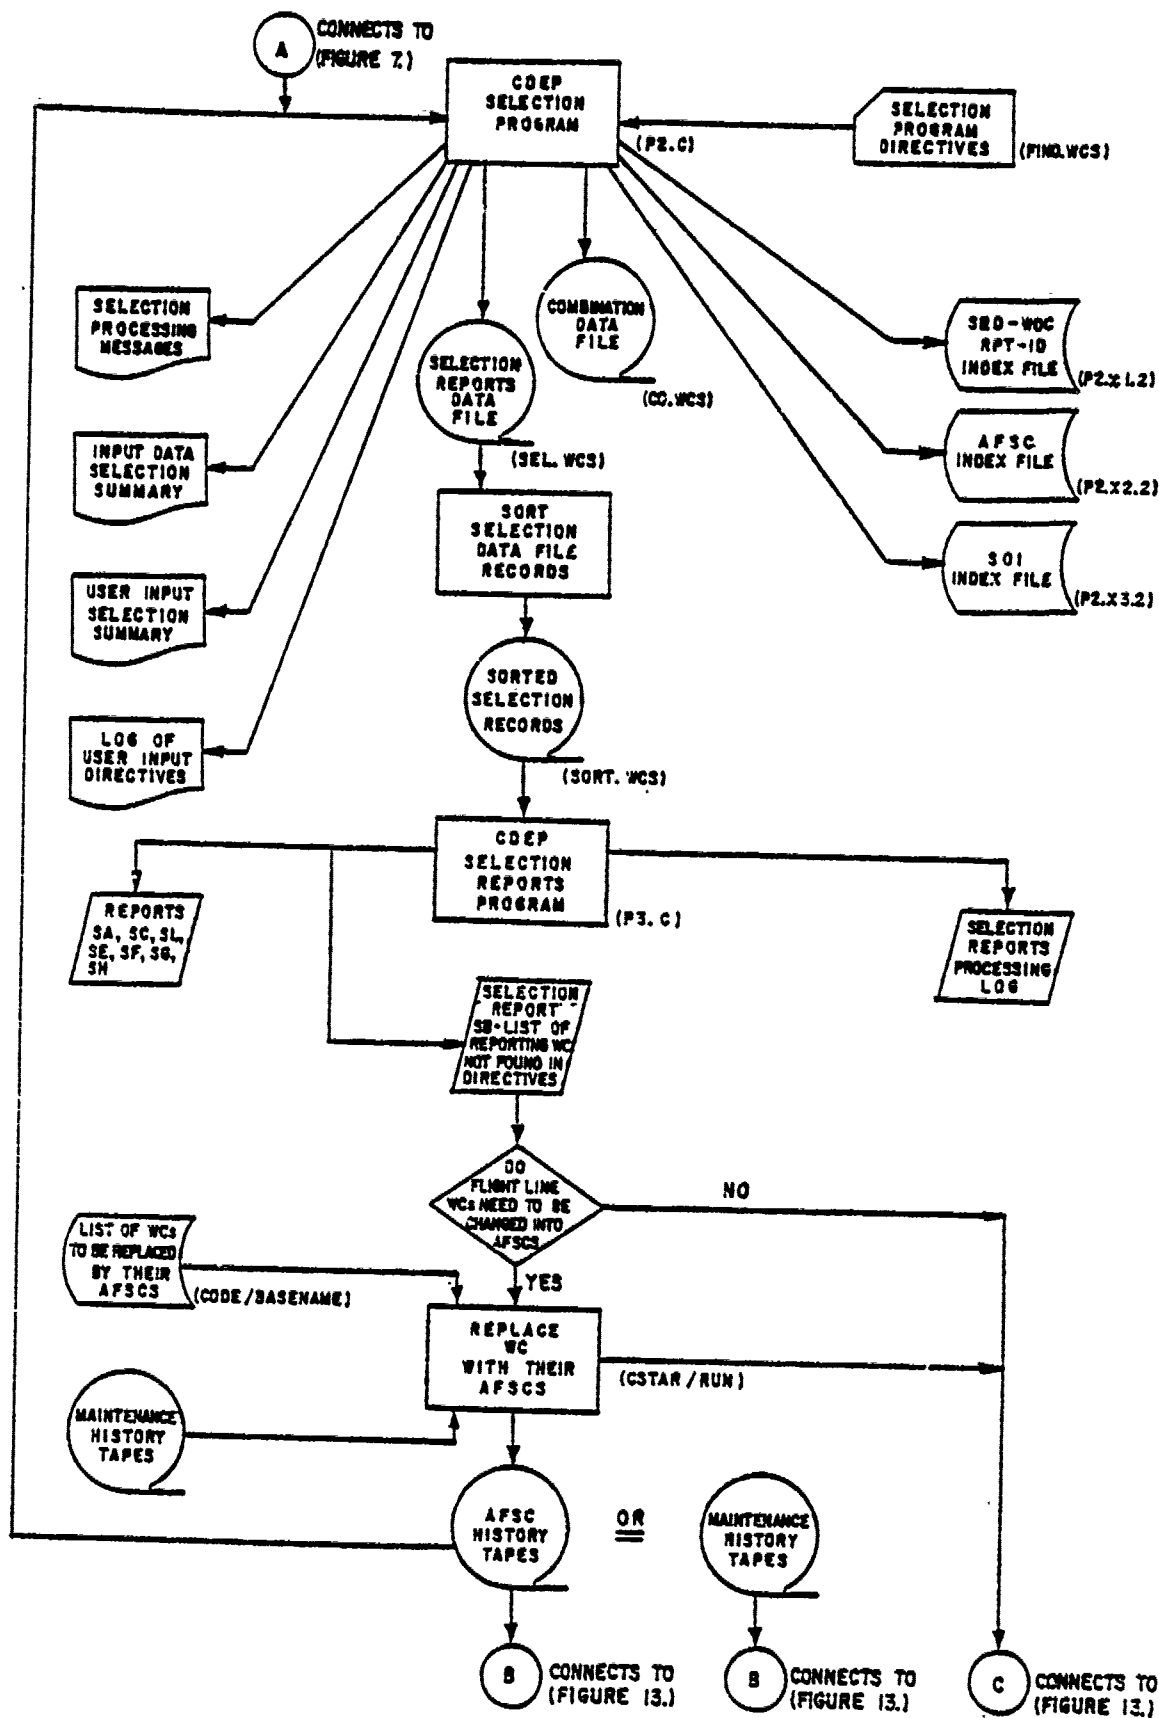 A
CONNECTS TO
(FIGURE 7.)
CDEP
SELECTION
PROGRAM
(P2.C)
SELECTION
PROGRAM
DIRECTIVES
(FIND.WCS)
SELECTION
PROCESSING
MESSAGES
COMBINATION
DATA
FILE
(CO.WCS)
SRD-WDC
RPT-ID
INDEX FILE
(P2.X1.2)
SELECTION
REPORTS
DATA
FILE
(SEL.WCS)
AFSC
INDEX FILE
(P2.X2.2)
INPUT DATA
SELECTION
SUMMARY
SORT
SELECTION
DATA FILE
RECORDS
SOI
INDEX FILE
(P2.X3.2)
USER INPUT
SELECTION
SUMMARY
SORTED
SELECTION
RECORDS
(SORT.WCS)
LOG OF
USER INPUT
DIRECTIVES
CDEP
SELECTION
REPORTS
PROGRAM
(P3.C)
REPORTS
SA, SC, SL,
SE, SF, SG,
SH
SELECTION
REPORTS
PROCESSING
LOG
SELECTION
REPORT
SB-LIST OF
REPORTING WC
NOT FOUND IN
DIRECTIVES
DO
FLIGHT LINE
WCs NEED TO BE
CHANGED INTO
AFSCS
NO
YES
LIST OF WCs
TO BE REPLACED
BY THEIR
AFSCS
(CODE/BASENAME)
REPLACE
WC
WITH THEIR
AFSCS
(CSTAR/RUN)
MAINTENANCE
HISTORY
TAPES
AFSC
HISTORY
TAPES
OR
MAINTENANCE
HISTORY
TAPES
B
CONNECTS TO
(FIGURE 13.)
B
CONNECTS TO
(FIGURE 13.)
C
CONNECTS TO
(FIGURE 13.)